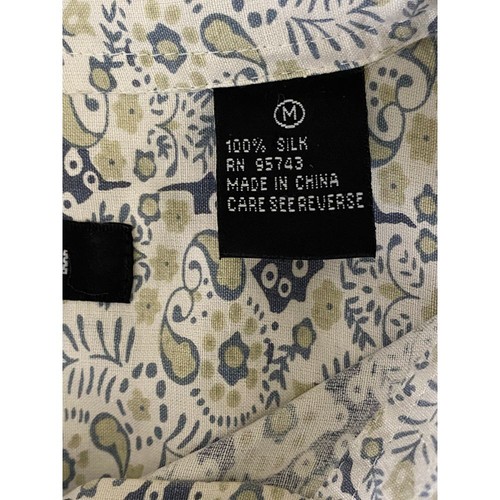 M
100% SILK
RN 95743
MADE IN CHINA
CARE SEE REVERSE